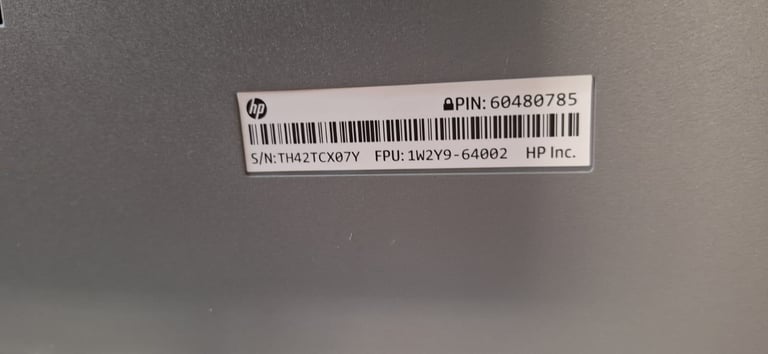 hp PIN: 60480785
S/N:TH42TCX07Y FPU: 1W2Y9-64002 HP Inc.